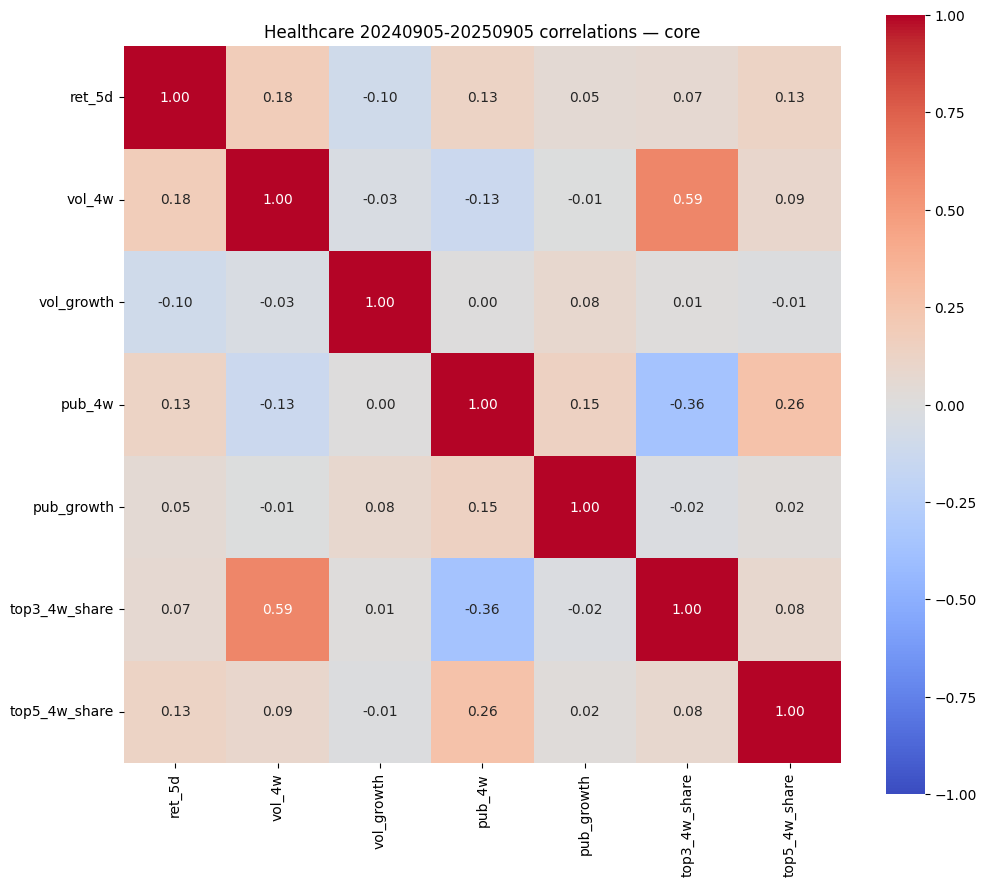 Healthcare 20240905-20250905 correlations — core
ret_5d 1.00 0.18 -0.10 0.13 0.05 0.07 0.13
vol_4w 0.18 1.00 -0.03 -0.13 -0.01 0.59 0.09
vol_growth -0.10 -0.03 1.00 0.00 0.08 0.01 -0.01
pub_4w 0.13 -0.13 0.00 1.00 0.15 -0.36 0.26
pub_growth 0.05 -0.01 0.08 0.15 1.00 -0.02 0.02
top3_4w_share 0.07 0.59 0.01 -0.36 -0.02 1.00 0.08
top5_4w_share 0.13 0.09 -0.01 0.26 0.02 0.08 1.00
ret_5d vol_4w vol_growth pub_4w pub_growth top3_4w_share top5_4w_share
1.00
0.75
0.50
0.25
0.00
−0.25
−0.50
−0.75
−1.00